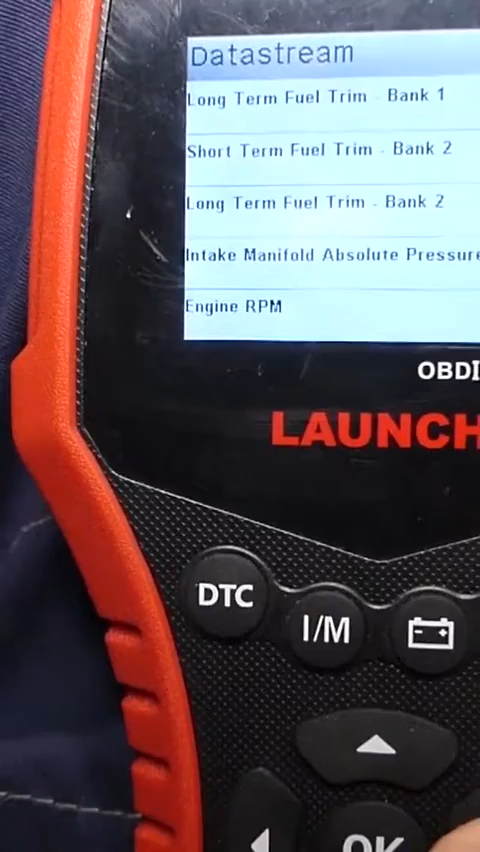 Datastream
Long Term Fuel Trim - Bank 1
Short Term Fuel Trim - Bank 2
Long Term Fuel Trim - Bank 2
Intake Manifold Absolute Pressure
Engine RPM
OBDI
LAUNCH
DTC
I/M
OK